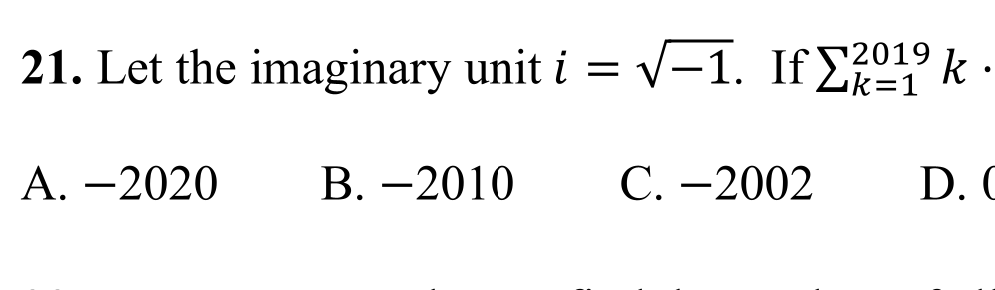 21. Let the imaginary unit i = √−1. If ∑_{k=1}^{2019} k ·
A. −2020 B. −2010 C. −2002 D.